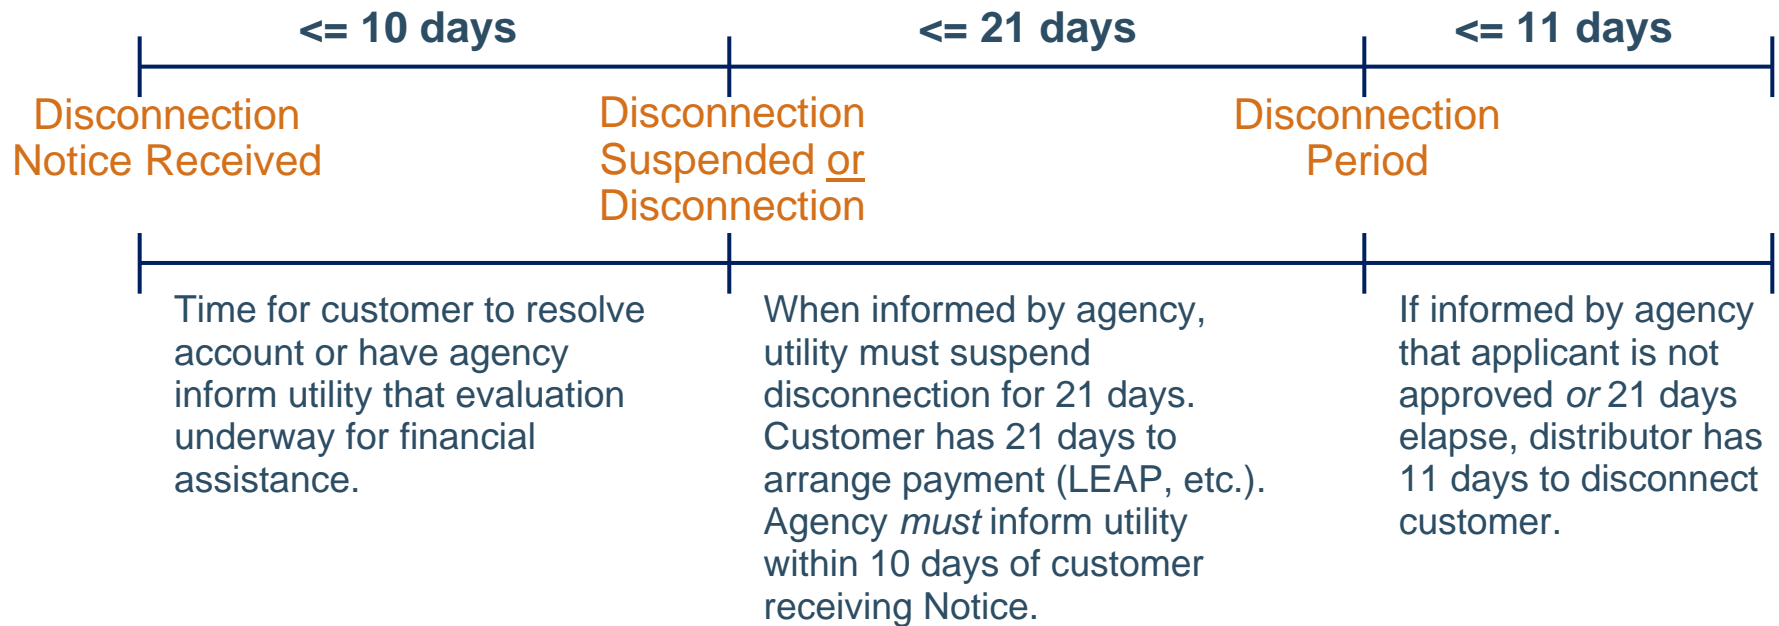 <= 10 days
<= 21 days
<= 11 days
Disconnection
Notice Received
Disconnection
Suspended or
Disconnection
Disconnection
Period
Time for customer to resolve
account or have agency
inform utility that evaluation
underway for financial
assistance.
When informed by agency,
utility must suspend
disconnection for 21 days.
Customer has 21 days to
arrange payment (LEAP, etc.).
Agency must inform utility
within 10 days of customer
receiving Notice.
If informed by agency
that applicant is not
approved or 21 days
elapse, distributor has
11 days to disconnect
customer.